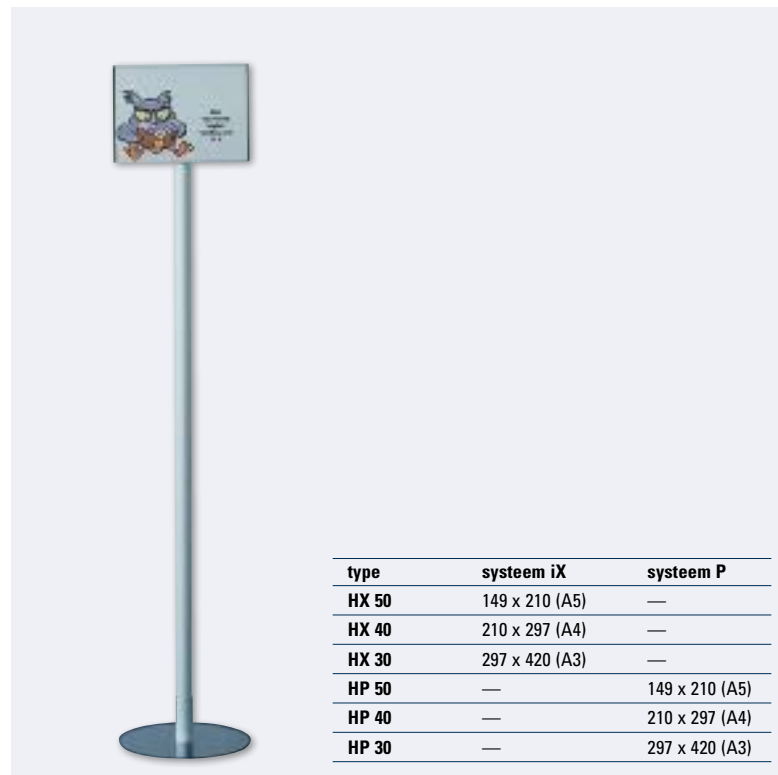 type systeem iX systeem P
HX 50 149 x 210 (A5) —
HX 40 210 x 297 (A4) —
HX 30 297 x 420 (A3) —
HP 50 — 149 x 210 (A5)
HP 40 — 210 x 297 (A4)
HP 30 — 297 x 420 (A3)